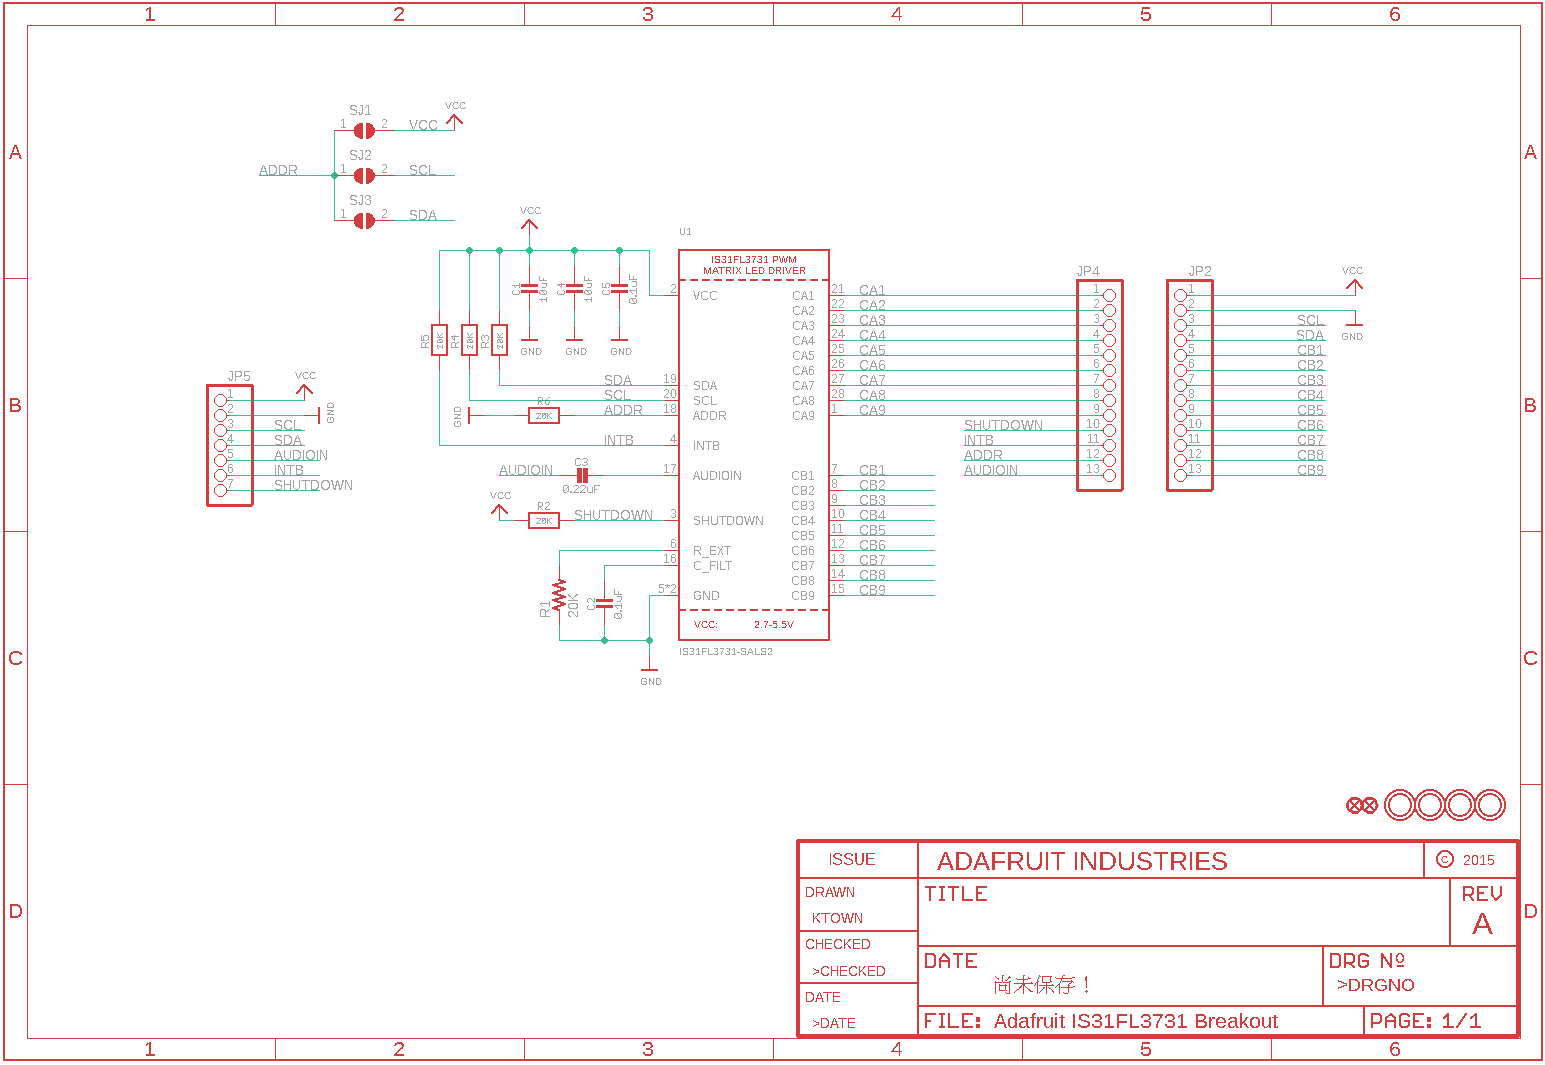 1 2 3 4 5 6
A A
B B
C C
D D
SJ1
1 2 VCC
VCC
SJ2
ADDR 1 2 SCL
SJ3
1 2 SDA
VCC
C1 10uF
C4 10uF
C5 0.1uF
GND GND GND
R5 20K
R4 20K
R3 20K
U1
IS31FL3731 PWM
MATRIX LED DRIVER
2 VCC
SDA 19 SDA
SCL 20 SCL
GND R6 20K ADDR 18 ADDR
INTB 4 INTB
AUDIOIN C3 0.22uF 17 AUDIOIN
VCC R2 20K SHUTDOWN 3 SHUTDOWN
6 R_EXT
16 C_FILT
5*2 GND
R1 20K
C2 0.1uF
GND
CA1 21 CA1
CA2 22 CA2
CA3 23 CA3
CA4 24 CA4
CA5 25 CA5
CA6 26 CA6
CA7 27 CA7
CA8 28 CA8
CA9 1 CA9
CB1 7 CB1
CB2 8 CB2
CB3 9 CB3
CB4 10 CB4
CB5 11 CB5
CB6 12 CB6
CB7 13 CB7
CB8 14 CB8
CB9 15 CB9
VCC: 2.7-5.5V
IS31FL3731-SALS2
JP5
VCC
1
2 GND
3 SCL
4 SDA
5 AUDIOIN
6 INTB
7 SHUTDOWN
JP4
1
2
3
4
5
6
7
8
9
SHUTDOWN 10
INTB 11
ADDR 12
AUDIOIN 13
JP2
VCC
1
2
GND
3 SCL
4 SDA
5 CB1
6 CB2
7 CB3
8 CB4
9 CB5
10 CB6
11 CB7
12 CB8
13 CB9
ISSUE
ADAFRUIT INDUSTRIES
© 2015
DRAWN
KTOWN
TITLE
REV
A
CHECKED
>CHECKED
DATE
尚未保存！
DRG Nº
>DRGNO
DATE
>DATE
FILE: Adafruit IS31FL3731 Breakout
PAGE: 1/1
1 2 3 4 5 6